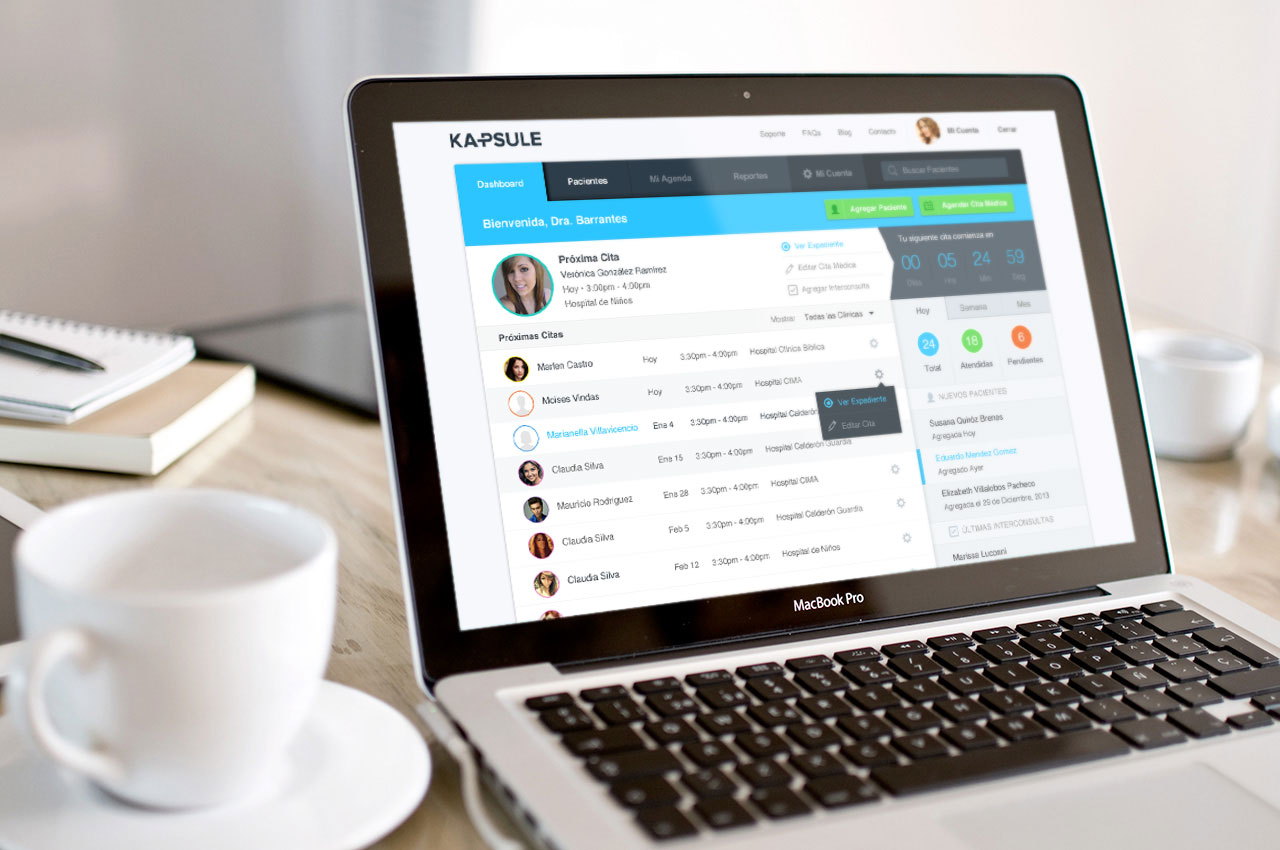 KAPSULE
Soporte FAQs Blog Contacto Mi Cuenta Cerrar
Dashboard Pacientes Mi Agenda Reportes Mi Cuenta Buscar Pacientes
Bienvenida, Dra. Barrantes
Agregar Paciente Agendar Cita Médica
Próxima Cita
Verónica González Ramírez
Hoy • 3:00pm - 4:00pm
Hospital de Niños
Ver Expediente
Editar Cita Médica
Agregar Interconsulta
Tu siguiente cita comienza en
00 05 24 59
Días Hrs Min Seg
Próximas Citas
Mostrar Todas las Clínicas
Hoy Semana Mes
24 18 6
Total Atendidas Pendientes
Marlen Castro Hoy 3:30pm - 4:00pm Hospital Clínica Bíblica
Moises Vindas Hoy 3:30pm - 4:00pm Hospital CIMA
Marianella Villavicencio Ene 4 3:30pm - 4:00pm Hospital Calderón
Claudia Silva Ene 15 3:30pm - 4:00pm Hospital Calderón Guardia
Mauricio Rodriguez Ene 28 3:30pm - 4:00pm Hospital CIMA
Claudia Silva Feb 5 3:30pm - 4:00pm Hospital Calderón Guardia
Claudia Silva Feb 12 3:30pm - 4:00pm Hospital de Niños
Ver Expediente
Editar Cita
NUEVOS PACIENTES
Susana Quiróz Brenes
Agregada Hoy
Eduardo Mendez Gomez
Agregado Ayer
Elizabeth Villalobos Pacheco
Agregada el 29 de Diciembre, 2013
ÚLTIMAS INTERCONSULTAS
Marissa
MacBook Pro